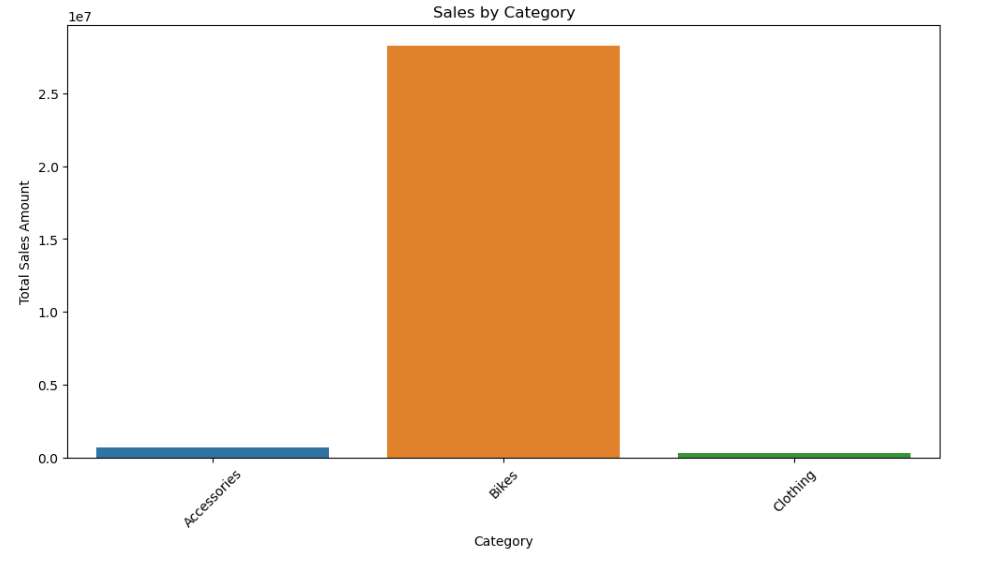 Sales by Category
1e7
2.5
2.0
1.5
1.0
0.5
0.0
Total Sales Amount
Accessories
Bikes
Clothing
Category